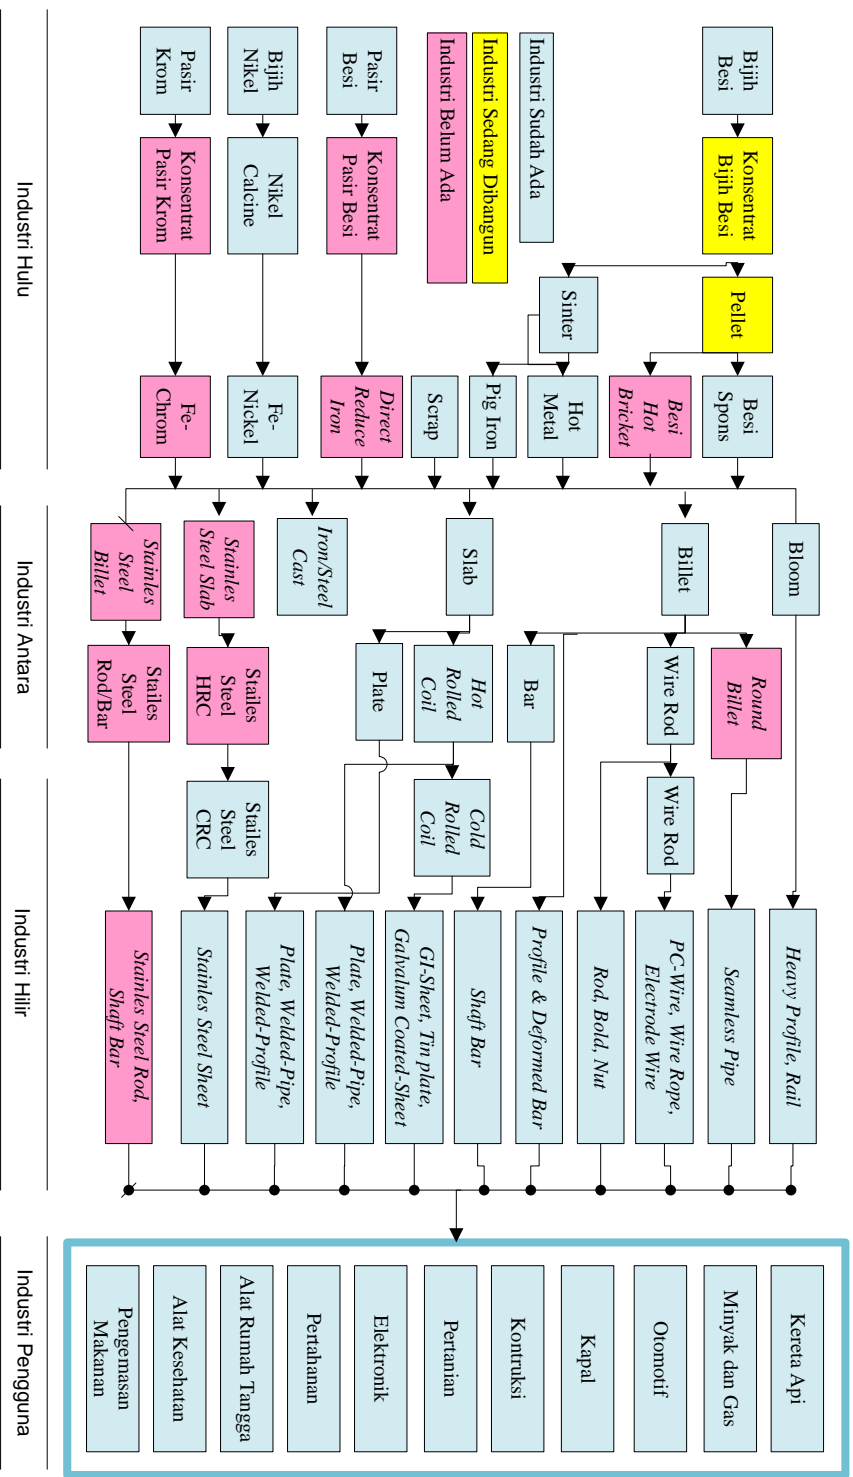 Bijih
Besi
Konsentrat
Bijih Besi
Pellet
Besi
Spons
Besi
Hot
Bricket
Industri Sudah Ada
Industri Sedang Dibangun
Industri Belum Ada
Sinter
Hot
Metal
Pig Iron
Scrap
Pasir
Besi
Konsentrat
Pasir Besi
Direct
Reduce
Iron
Bijih
Nikel
Nikel
Calcine
Fe-
Nickel
Pasir
Krom
Konsentrat
Pasir Krom
Fe-
Chrom
Bloom
Billet
Slab
Iron/Steel
Cast
Stainles
Steel Slab
Stainles
Steel
Billet
Round
Billet
Wire Rod
Bar
Hot
Rolled
Coil
Plate
Stailes
Steel
HRC
Stailes
Steel
Rod/Bar
Wire Rod
Cold
Rolled
Coil
Stailes
Steel
CRC
Heavy Profile, Rail
Seamless Pipe
PC-Wire, Wire Rope,
Electrode Wire
Rod, Bold, Nut
Profile & Deformed Bar
Shaft Bar
GI-Sheet, Tin plate,
Galvalum Coated-Sheet
Plate, Welded-Pipe,
Welded-Profile
Plate, Welded-Pipe,
Welded-Profile
Stainles Steel Sheet
Stainles Steel Rod,
Shaft Bar
Kereta Api
Minyak dan Gas
Otomotif
Kapal
Kontruksi
Pertanian
Elektronik
Pertahanan
Alat Rumah Tangga
Alat Kesehatan
Pengemasan
Makanan
Industri Hulu
Industri Antara
Industri Hilir
Industri Pengguna